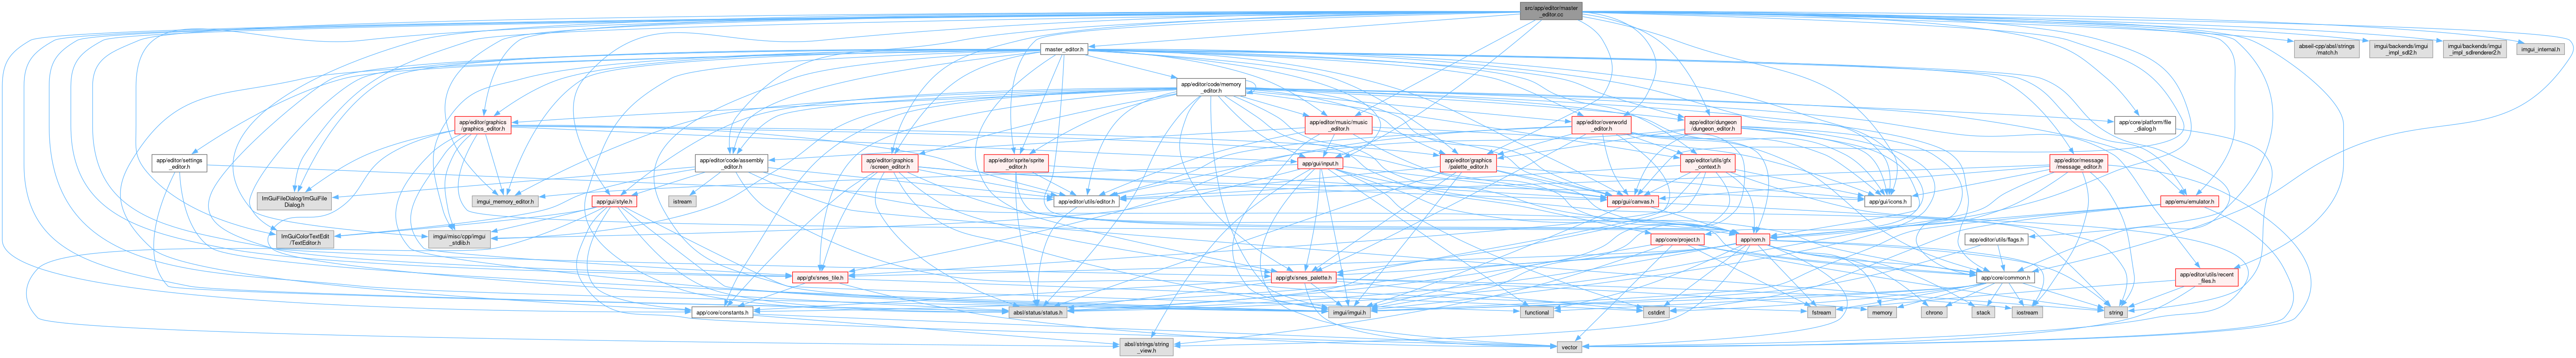 src/app/editor/master
_editor.cc
master_editor.h
abseil-cpp/absl/strings
/match.h
imgui/backends/imgui
_impl_sdl2.h
imgui/backends/imgui
_impl_sdlrenderer2.h
imgui_internal.h
app/editor/code/memory
_editor.h
app/editor/graphics
/graphics_editor.h
app/editor/music/music
_editor.h
app/editor/overworld
_editor.h
app/editor/dungeon
/dungeon_editor.h
app/core/platform/file
_dialog.h
app/editor/settings
_editor.h
app/editor/code/assembly
_editor.h
app/editor/graphics
/screen_editor.h
app/editor/sprite/sprite
_editor.h
app/gui/input.h
app/editor/graphics
/palette_editor.h
app/editor/utils/gfx
_context.h
app/editor/message
/message_editor.h
ImGuiFileDialog/ImGuiFile
Dialog.h
imgui_memory_editor.h
app/gui/style.h
istream
app/editor/utils/editor.h
app/gui/canvas.h
app/gui/icons.h
app/emu/emulator.h
ImGuiColorTextEdit
/TextEditor.h
imgui/misc/cpp/imgui
_stdlib.h
app/core/project.h
app/rom.h
app/editor/utils/flags.h
app/gfx/snes_tile.h
app/gfx/snes_palette.h
app/core/common.h
app/editor/utils/recent
_files.h
app/core/constants.h
absl/status/status.h
imgui/imgui.h
functional
cstdint
fstream
memory
chrono
stack
iostream
string
absl/strings/string
_view.h
vector